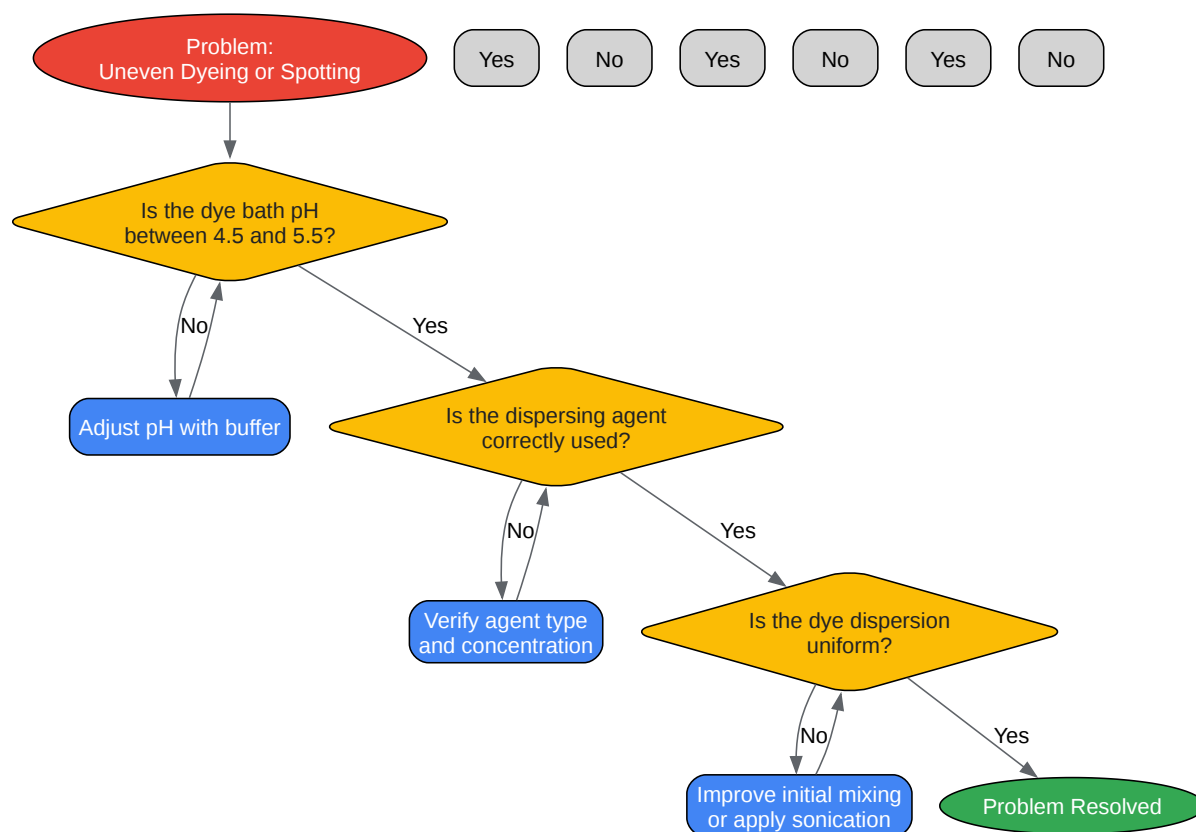 Problem:
Uneven Dyeing or Spotting
Yes
No
Yes
No
Yes
No
Is the dye bath pH
between 4.5 and 5.5?
No
Yes
Adjust pH with buffer
Is the dispersing agent
correctly used?
No
Yes
Verify agent type
and concentration
Is the dye dispersion
uniform?
No
Yes
Improve initial mixing
or apply sonication
Problem Resolved